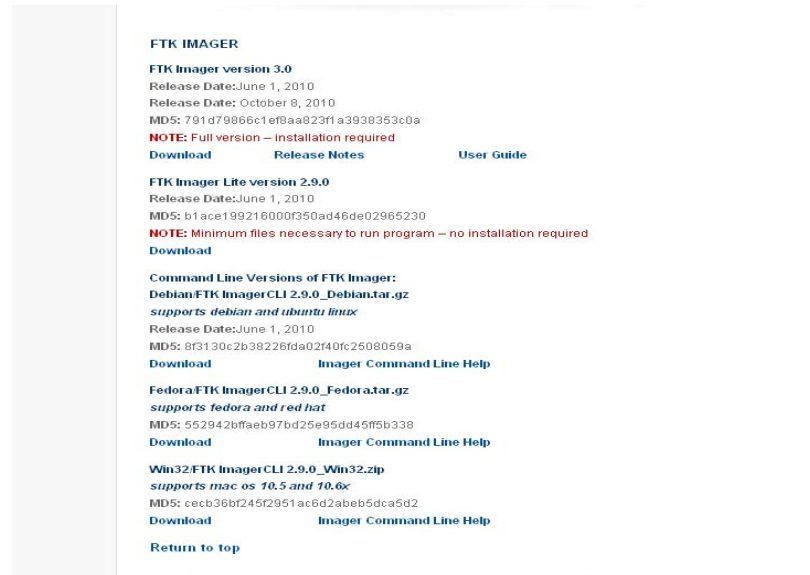 FTK IMAGER
FTK Imager version 3.0
Release Date:June 1, 2010
Release Date: October 8, 2010
MD5: 791d79866c1ef8aa823f1a3938353c0a
NOTE: Full version – installation required
Download Release Notes User Guide
FTK Imager Lite version 2.9.0
Release Date:June 1, 2010
MD5: b1ace199216000f350ad46de02965230
NOTE: Minimum files necessary to run program – no installation required
Download
Command Line Versions of FTK Imager:
Debian/FTK ImagerCLI 2.9.0_Debian.tar.gz
supports debian and ubuntu linux
Release Date:June 1, 2010
MD5: 8f3130c2b38226fda02f40fc2508059a
Download Imager Command Line Help
Fedora/FTK ImagerCLI 2.9.0_Fedora.tar.gz
supports fedora and red hat
MD5: 552942bffaeb97bd25e95dd45ff5b338
Download Imager Command Line Help
Win32/FTK ImagerCLI 2.9.0_Win32.zip
supports mac os 10.5 and 10.6x
MD5: cecb36bf245f2951ac6d2abeb5dca5d2
Download Imager Command Line Help
Return to top